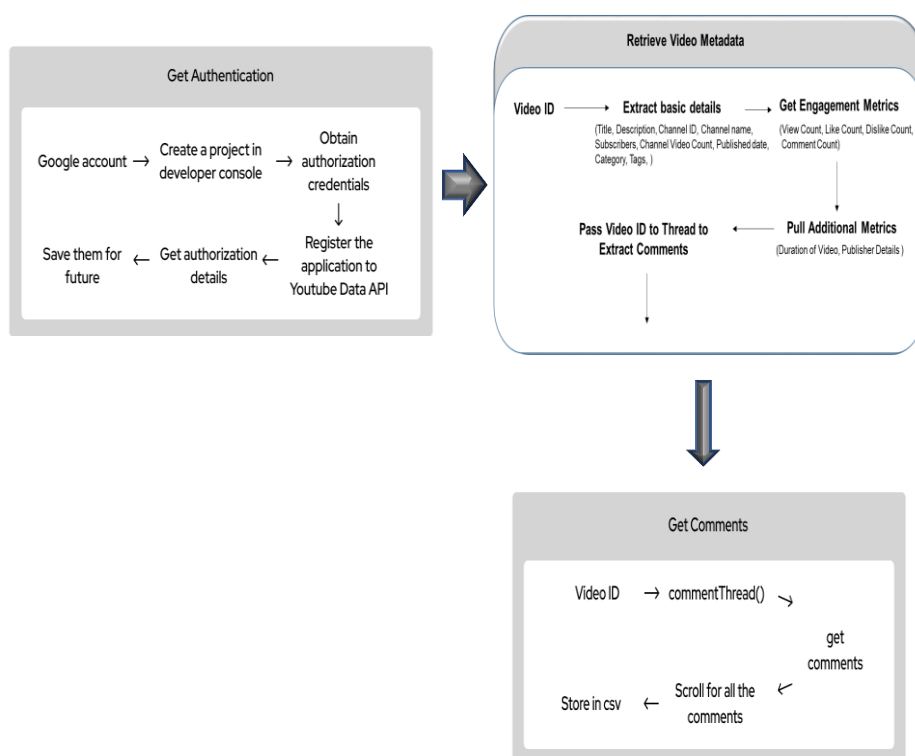 Get Authentication
Google account
Create a project in
developer console
Obtain
authorization
credentials
Register the
application to
Youtube Data API
Get authorization
details
Save them for
future
Retrieve Video Metadata
Video ID
Extract basic details
(Title, Description, Channel ID, Channel name,
Subscribers, Channel Video Count, Published date,
Category, Tags, )
Get Engagement Metrics
(View Count, Like Count, Dislike Count,
Comment Count)
Pull Additional Metrics
(Duration of Video, Publisher Details )
Pass Video ID to Thread to
Extract Comments
Get Comments
Video ID
commentThread()
get
comments
Scroll for all the
comments
Store in csv